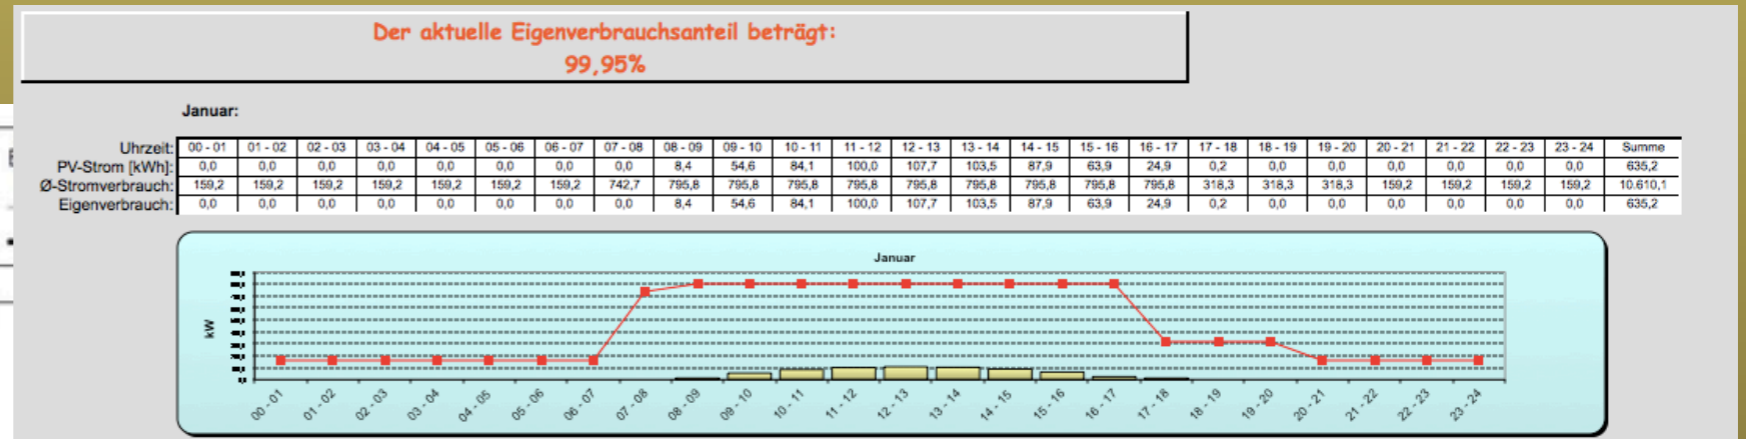 Der aktuelle Eigenverbrauchsanteil beträgt:
99,95%
Januar:
Uhrzeit: 00 - 01 01 - 02 02 - 03 03 - 04 04 - 05 05 - 06 06 - 07 07 - 08 08 - 09 09 - 10 10 - 11 11 - 12 12 - 13 13 - 14 14 - 15 15 - 16 16 - 17 17 - 18 18 - 19 19 - 20 20 - 21 21 - 22 22 - 23 23 - 24 Summe
PV-Strom [kWh]: 0,0 0,0 0,0 0,0 0,0 0,0 0,0 0,0 8,4 54,6 84,1 100,0 107,7 103,5 87,9 63,9 24,9 0,2 0,0 0,0 0,0 0,0 0,0 0,0 635,2
Ø-Stromverbrauch: 159,2 159,2 159,2 159,2 159,2 159,2 159,2 742,7 795,8 795,8 795,8 795,8 795,8 795,8 795,8 795,8 795,8 318,3 318,3 318,3 159,2 159,2 159,2 159,2 10.610,1
Eigenverbrauch: 0,0 0,0 0,0 0,0 0,0 0,0 0,0 0,0 8,4 54,6 84,1 100,0 107,7 103,5 87,9 63,9 24,9 0,2 0,0 0,0 0,0 0,0 0,0 0,0 635,2
Januar
kW
00 - 01 01 - 02 02 - 03 03 - 04 04 - 05 05 - 06 06 - 07 07 - 08 08 - 09 09 - 10 10 - 11 11 - 12 12 - 13 13 - 14 14 - 15 15 - 16 16 - 17 17 - 18 18 - 19 19 - 20 20 - 21 21 - 22 22 - 23 23 - 24